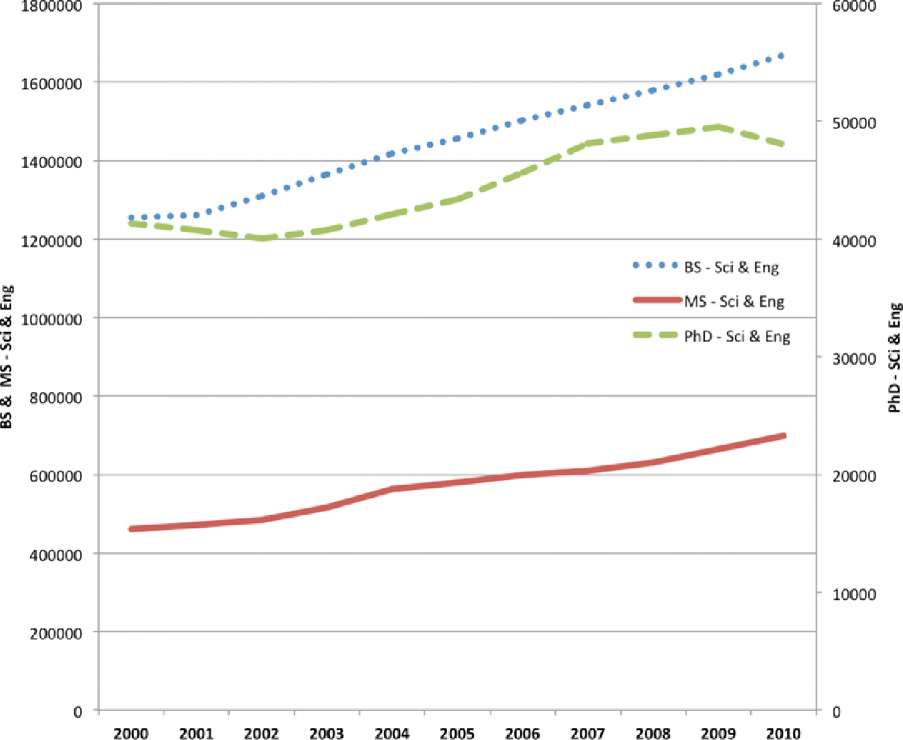 1800000
1600000
1400000
1200000
1000000
800000
600000
400000
200000
0
BS & MS - Sci & Eng
60000
50000
40000
30000
20000
10000
0
PhD - SCi & Eng
BS - Sci & Eng
MS - Sci & Eng
PhD - Sci & Eng
2000 2001 2002 2003 2004 2005 2006 2007 2008 2009 2010